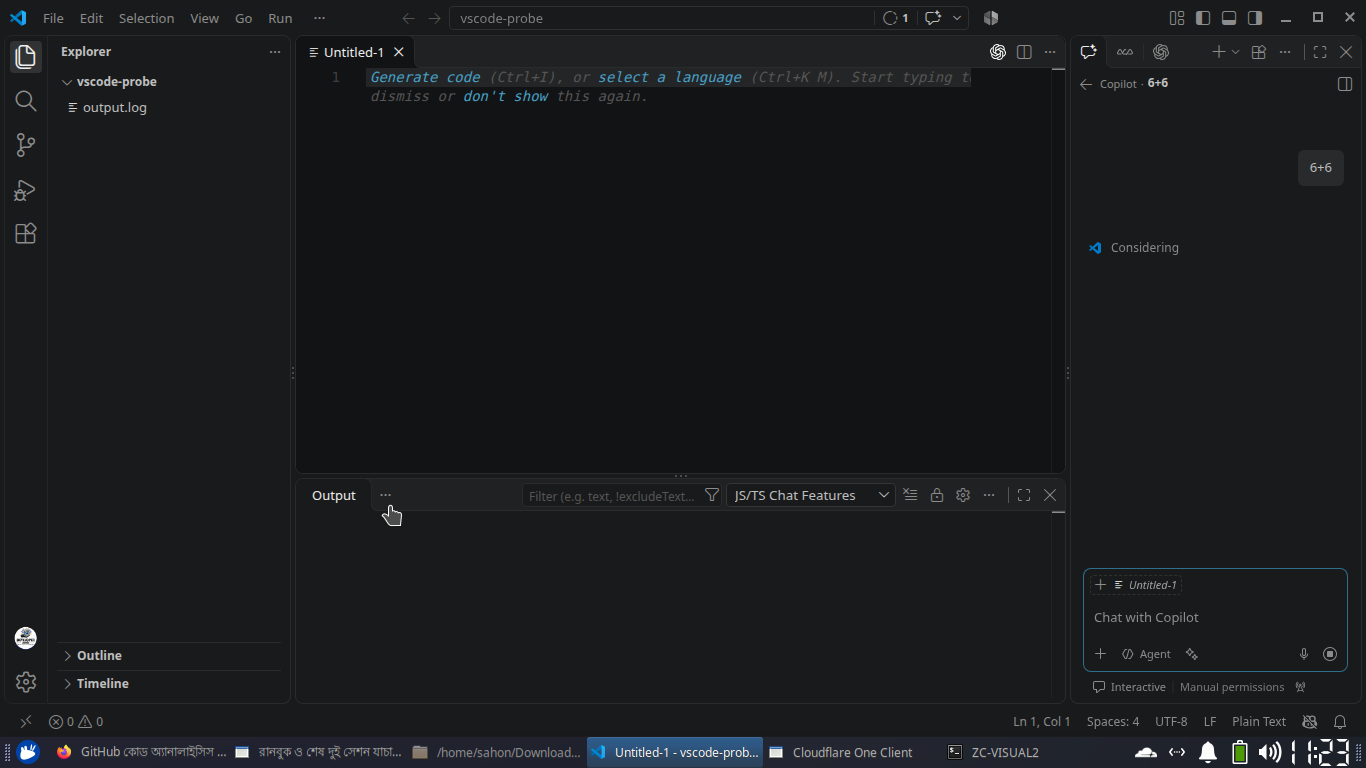 File Edit Selection View Go Run ···
vscode-probe
1
Explorer
vscode-probe
output.log
Outline
Timeline
Untitled-1
1 Generate code (Ctrl+I), or select a language (Ctrl+K M). Start typing t
dismiss or don't show this again.
Output
Filter (e.g. text, !excludeText...
JS/TS Chat Features
Copilot · 6+6
6+6
Considering
Untitled-1
Chat with Copilot
Agent
Interactive Manual permissions
0 0
Ln 1, Col 1 Spaces: 4 UTF-8 LF Plain Text
GitHub কোড অ্যানালাইসিস ... রানবুক ও শেষ দুই সেশন যাচা... /home/sahon/Download... Untitled-1 - vscode-prob... Cloudflare One Client ZC-VISUAL2 11:23